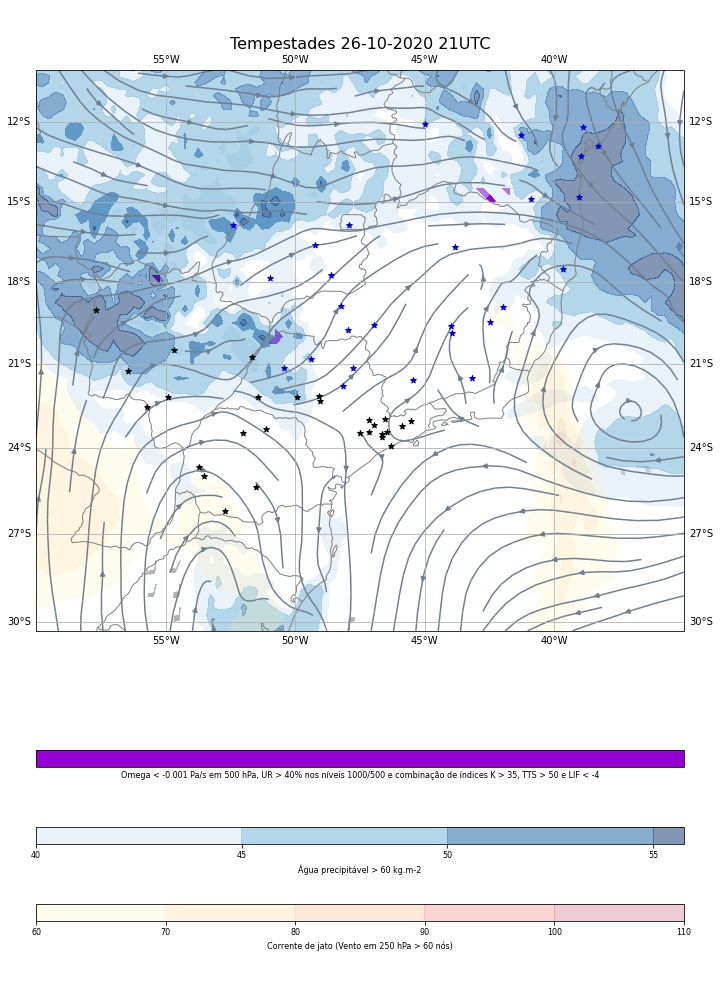 Tempestades 26-10-2020 21UTC
55°W 50°W 45°W 40°W
12°S 12°S
15°S 15°S
18°S 18°S
21°S 21°S
24°S 24°S
27°S 27°S
30°S 30°S
55°W 50°W 45°W 40°W
Omega < -0.001 Pa/s em 500 hPa, UR > 40% nos níveis 1000/500 e combinação de índices K > 35, TTS > 50 e LIF < -4
40 45 50 55
Água precipitável > 60 kg.m-2
60 70 80 90 100 110
Corrente de jato (Vento em 250 hPa > 60 nós)